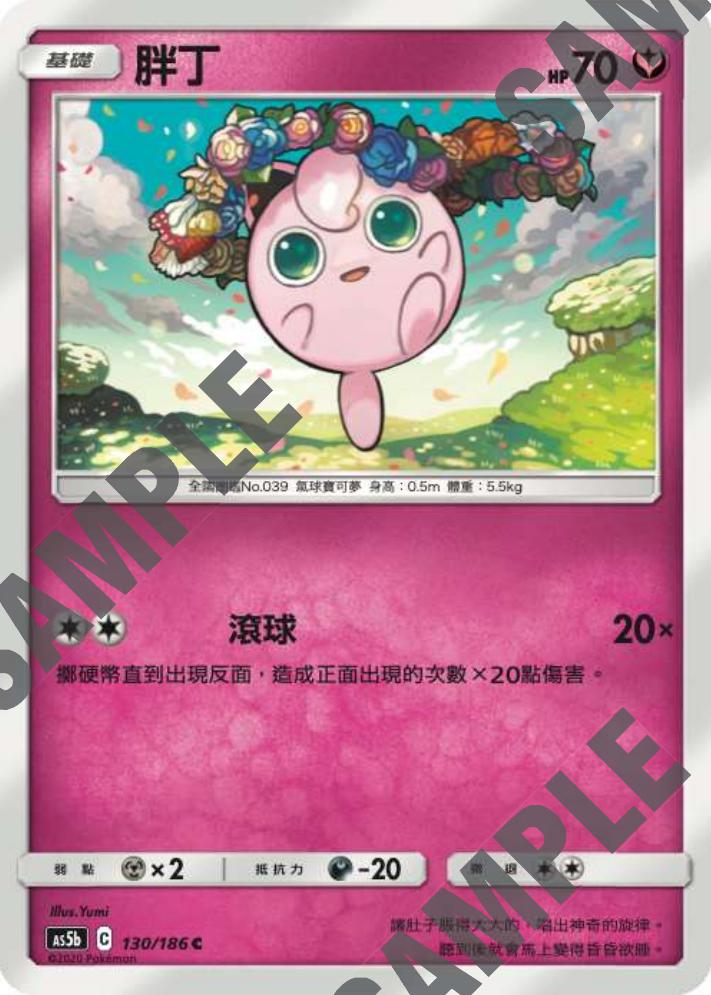 基礎 胖丁 HP 70
全國圖鑑No.039 氣球寶可夢 身高：0.5m 體重：5.5kg
滾球 20×
擲硬幣直到出現反面，造成正面出現的次數×20點傷害。
弱點 ×2 抵抗力 -20 撤退
Illus. Yumi
AS5b C 130/186 C
©2020 Pokémon
讓肚子脹得大大的，唱出神奇的旋律。
聽到後就會馬上變得昏昏欲睡。
SAMPLE
SAMPLE
SAMPLE
SAMPLE